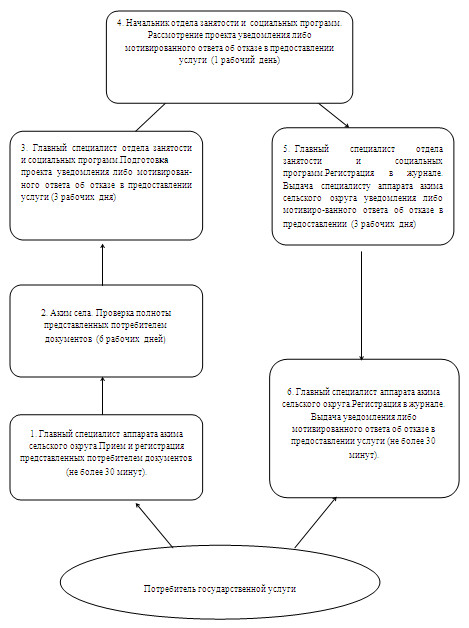 4. Начальник отдела занятости и социальных программ.
Рассмотрение проекта уведомления либо
мотивированного ответа об отказе в предоставлении
услуги (1 рабочий день)
3. Главный специалист отдела занятости
и социальных программ.Подготовка
проекта уведомления либо мотивирован-
ного ответа об отказе в предоставлении
услуги (3 рабочих дня)
5. Главный специалист отдела
занятости и социальных
программ.Регистрация в журнале.
Выдача специалисту аппарата акима
сельского округа уведомления либо
мотивиро-ванного ответа об отказе в
предоставлении (3 рабочих дня)
2. Аким села. Проверка полноты
представленных потребителем
документов (6 рабочих дней)
6. Главный специалист аппарата акима
сельского округа.Регистрация в журнале.
Выдача уведомления либо
мотивированного ответа об отказе в
предоставлении услуги (не более 30
минут).
1. Главный специалист аппарата акима
сельского округа.Прием и регистрация
представленных потребителем документов
(не более 30 минут).
Потребитель государственной услуги